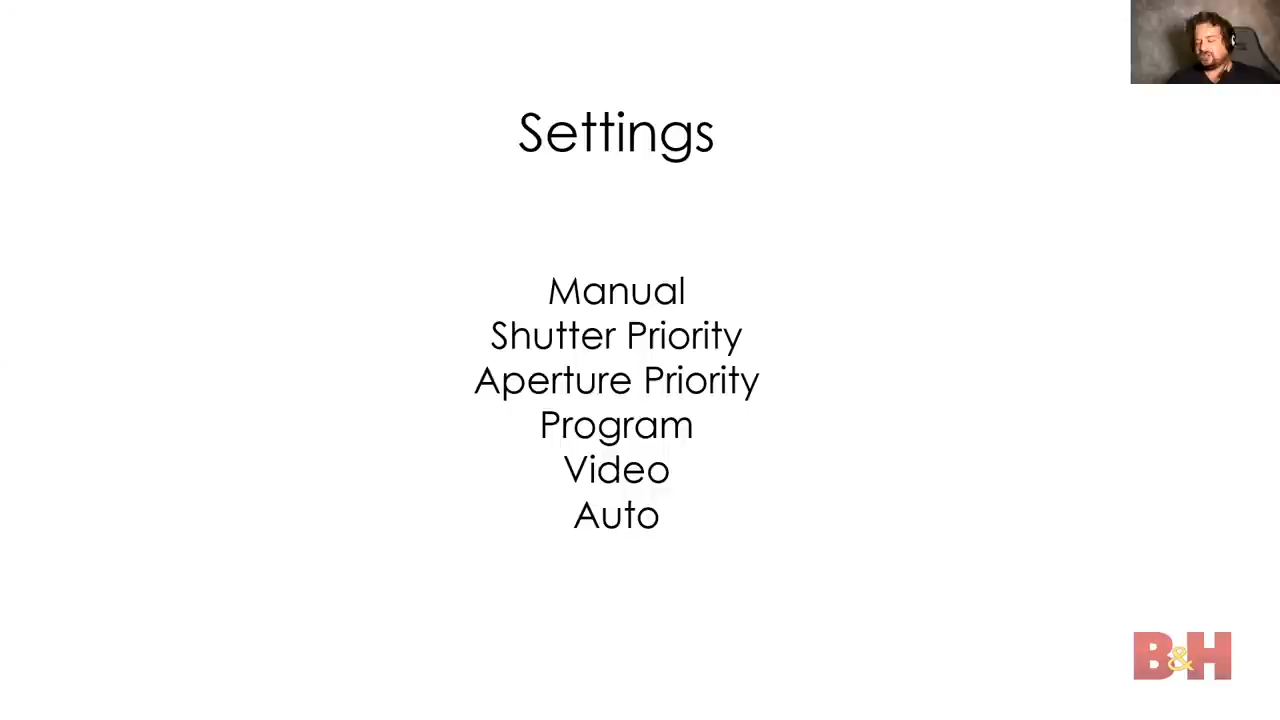 Settings
Manual
Shutter Priority
Aperture Priority
Program
Video
Auto
B&H